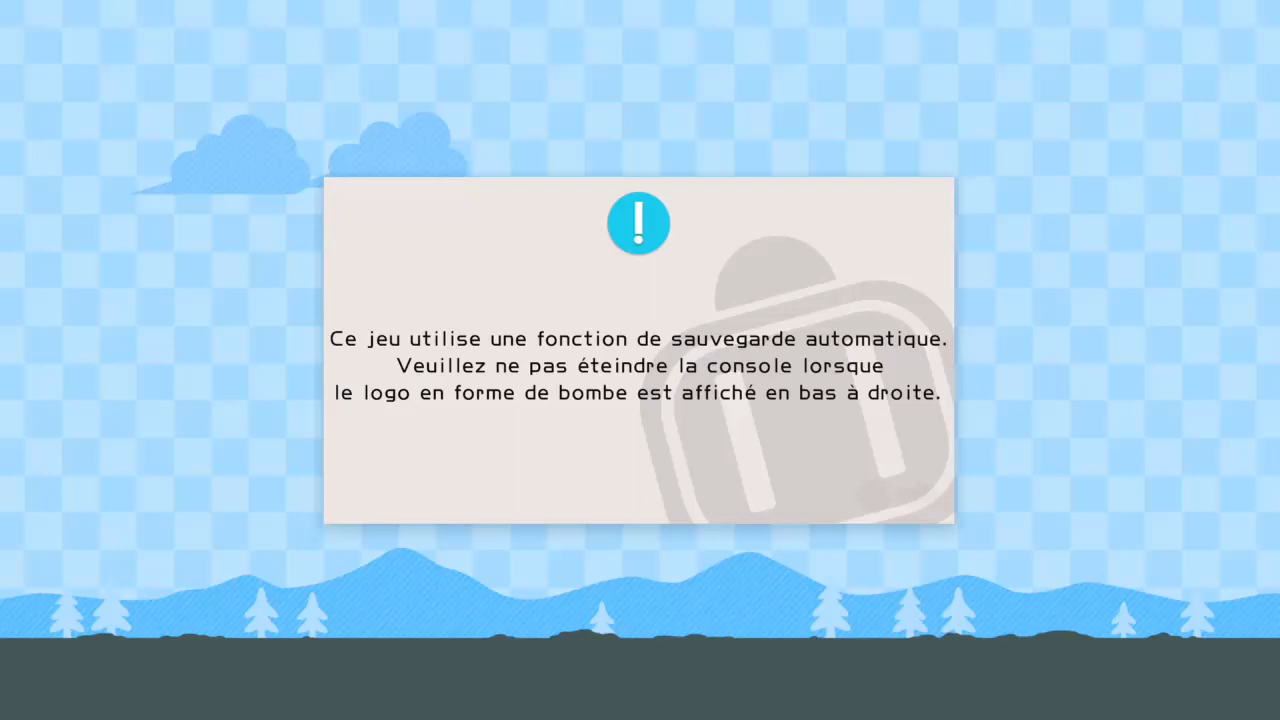 Ce jeu utilise une fonction de sauvegarde automatique.
Veuillez ne pas éteindre la console lorsque
le logo en forme de bombe est affiché en bas à droite.